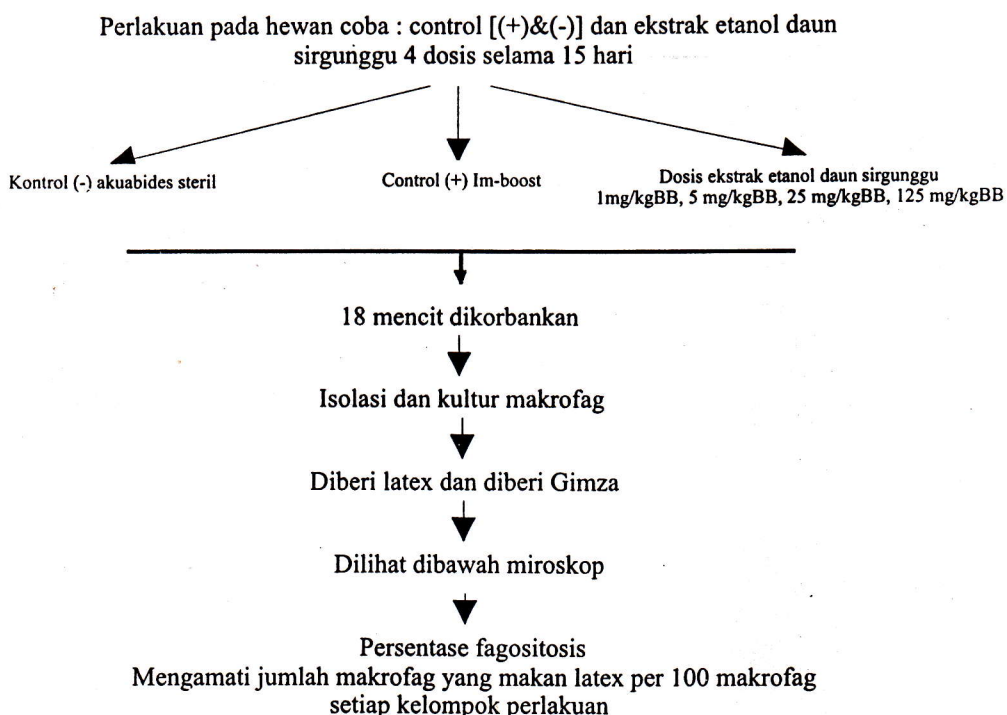 Perlakuan pada hewan coba : control [(+)&(-)] dan ekstrak etanol daun
sirgunggu 4 dosis selama 15 hari
Kontrol (-) akuabides steril
Control (+) Im-boost
Dosis ekstrak etanol daun sirgunggu
1mg/kgBB, 5 mg/kgBB, 25 mg/kgBB, 125 mg/kgBB
18 mencit dikorbankan
Isolasi dan kultur makrofag
Diberi latex dan diberi Gimza
Dilihat dibawah miroskop
Persentase fagositosis
Mengamati jumlah makrofag yang makan latex per 100 makrofag
setiap kelompok perlakuan